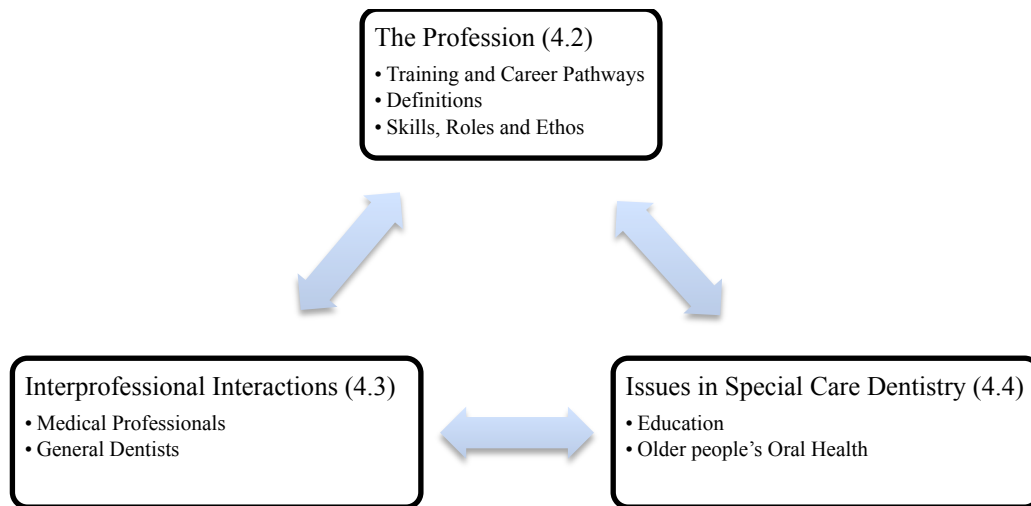 The Profession (4.2)
• Training and Career Pathways
• Definitions
• Skills, Roles and Ethos
Interprofessional Interactions (4.3)
• Medical Professionals
• General Dentists
Issues in Special Care Dentistry (4.4)
• Education
• Older people’s Oral Health